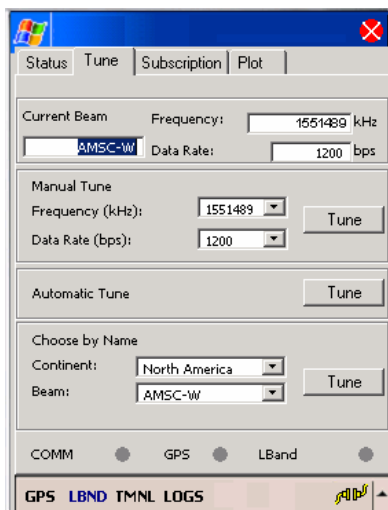 Status Tune Subscription Plot
Current Beam Frequency: 1551489 kHz
AMSC-W Data Rate: 1200 bps
Manual Tune
Frequency (kHz): 1551489 Tune
Data Rate (bps): 1200
Automatic Tune Tune
Choose by Name
Continent: North America
Beam: AMSC-W Tune
COMM GPS LBand
GPS LBND TMNL LOGS